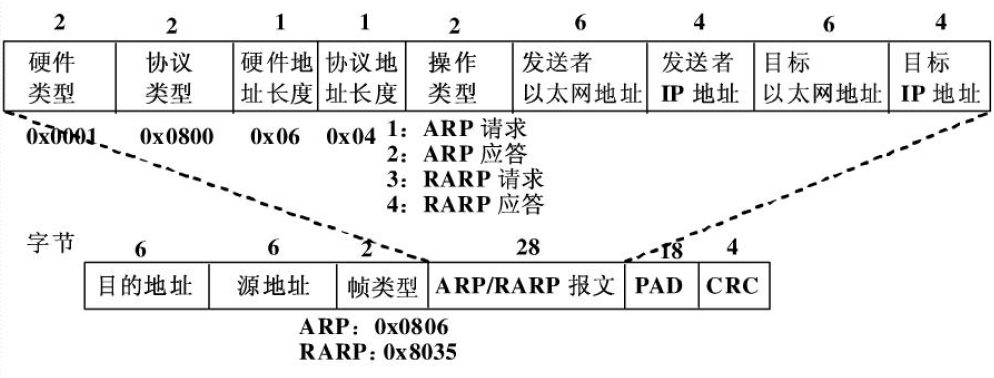 2 2 1 1 2 6 4 6 4
硬件 协议 硬件地 协议地 操作 发送者 发送者 目标 目标
类型 类型 址长度 址长度 类型 以太网地址 IP 地址 以太网地址 IP 地址
0x0001 0x0800 0x06 0x04 1：ARP 请求
2：ARP 应答
3：RARP 请求
4：RARP 应答
字节 6 6 2 28 18 4
目的地址 源地址 帧类型 ARP/RARP 报文 PAD CRC
ARP：0x0806
RARP：0x8035